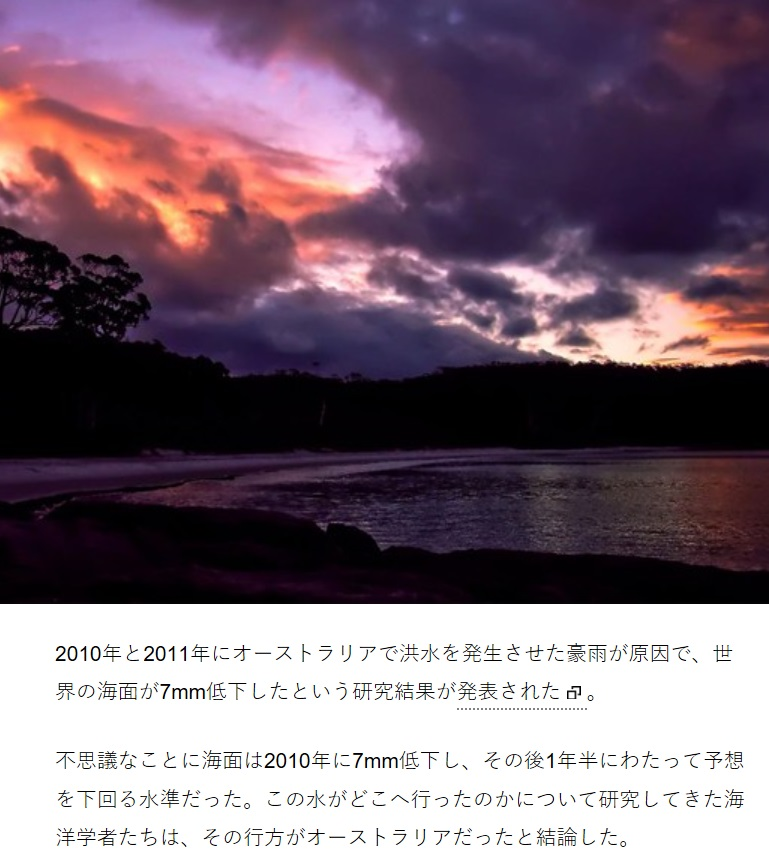 2010年と2011年にオーストラリアで洪水を発生させた豪雨が原因で、世
界の海面が7mm低下したという研究結果が発表された。
不思議なことに海面は2010年に7mm低下し、その後1年半にわたって予想
を下回る水準だった。この水がどこへ行ったのかについて研究してきた海
洋学者たちは、その行方がオーストラリアだったと結論した。